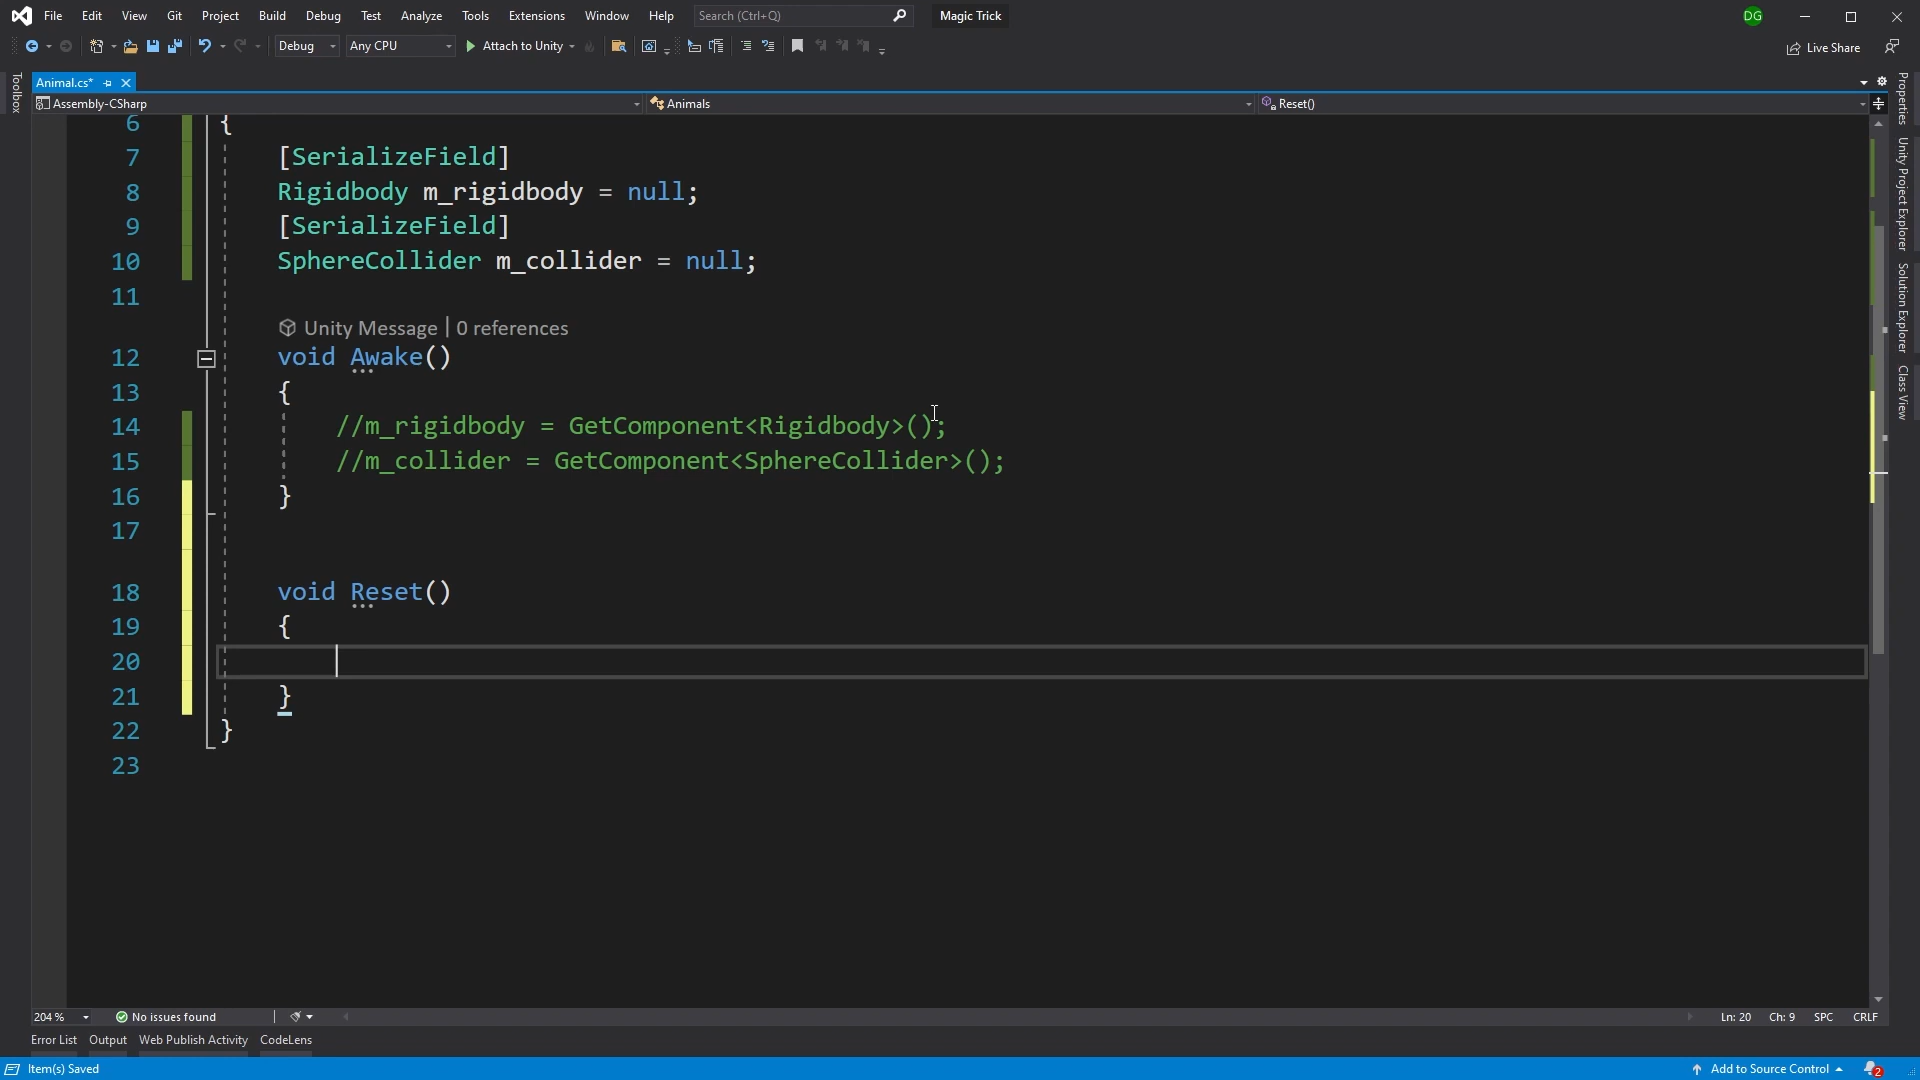 File Edit View Git Project Build Debug Test Analyze Tools Extensions Window Help Search (Ctrl+Q) Magic Trick DG
Debug Any CPU Attach to Unity Live Share
Toolbox
Animal.cs*
Assembly-CSharp Animals Reset()
6 {
7 [SerializeField]
8 Rigidbody m_rigidbody = null;
9 [SerializeField]
10 SphereCollider m_collider = null;
11
Unity Message | 0 references
12 void Awake()
13 {
14 //m_rigidbody = GetComponent<Rigidbody>();
15 //m_collider = GetComponent<SphereCollider>();
16 }
17
18 void Reset()
19 {
20
21 }
22 }
23
Properties
Unity Project Explorer
Solution Explorer
Class View
204 % No issues found Ln: 20 Ch: 9 SPC CRLF
Error List Output Web Publish Activity CodeLens
Item(s) Saved Add to Source Control 2